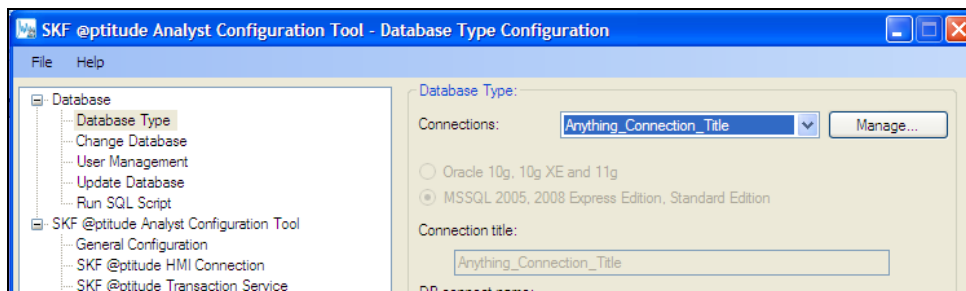 SKF @ptitude Analyst Configuration Tool - Database Type Configuration
File Help
Database
Database Type
Change Database
User Management
Update Database
Run SQL Script
SKF @ptitude Analyst Configuration Tool
General Configuration
SKF @ptitude HMI Connection
SKF @ptitude Transaction Service
Database Type:
Connections: Anything_Connection_Title Manage...
Oracle 10g, 10g XE and 11g
MSSQL 2005, 2008 Express Edition, Standard Edition
Connection title:
Anything_Connection_Title
DB connect name: